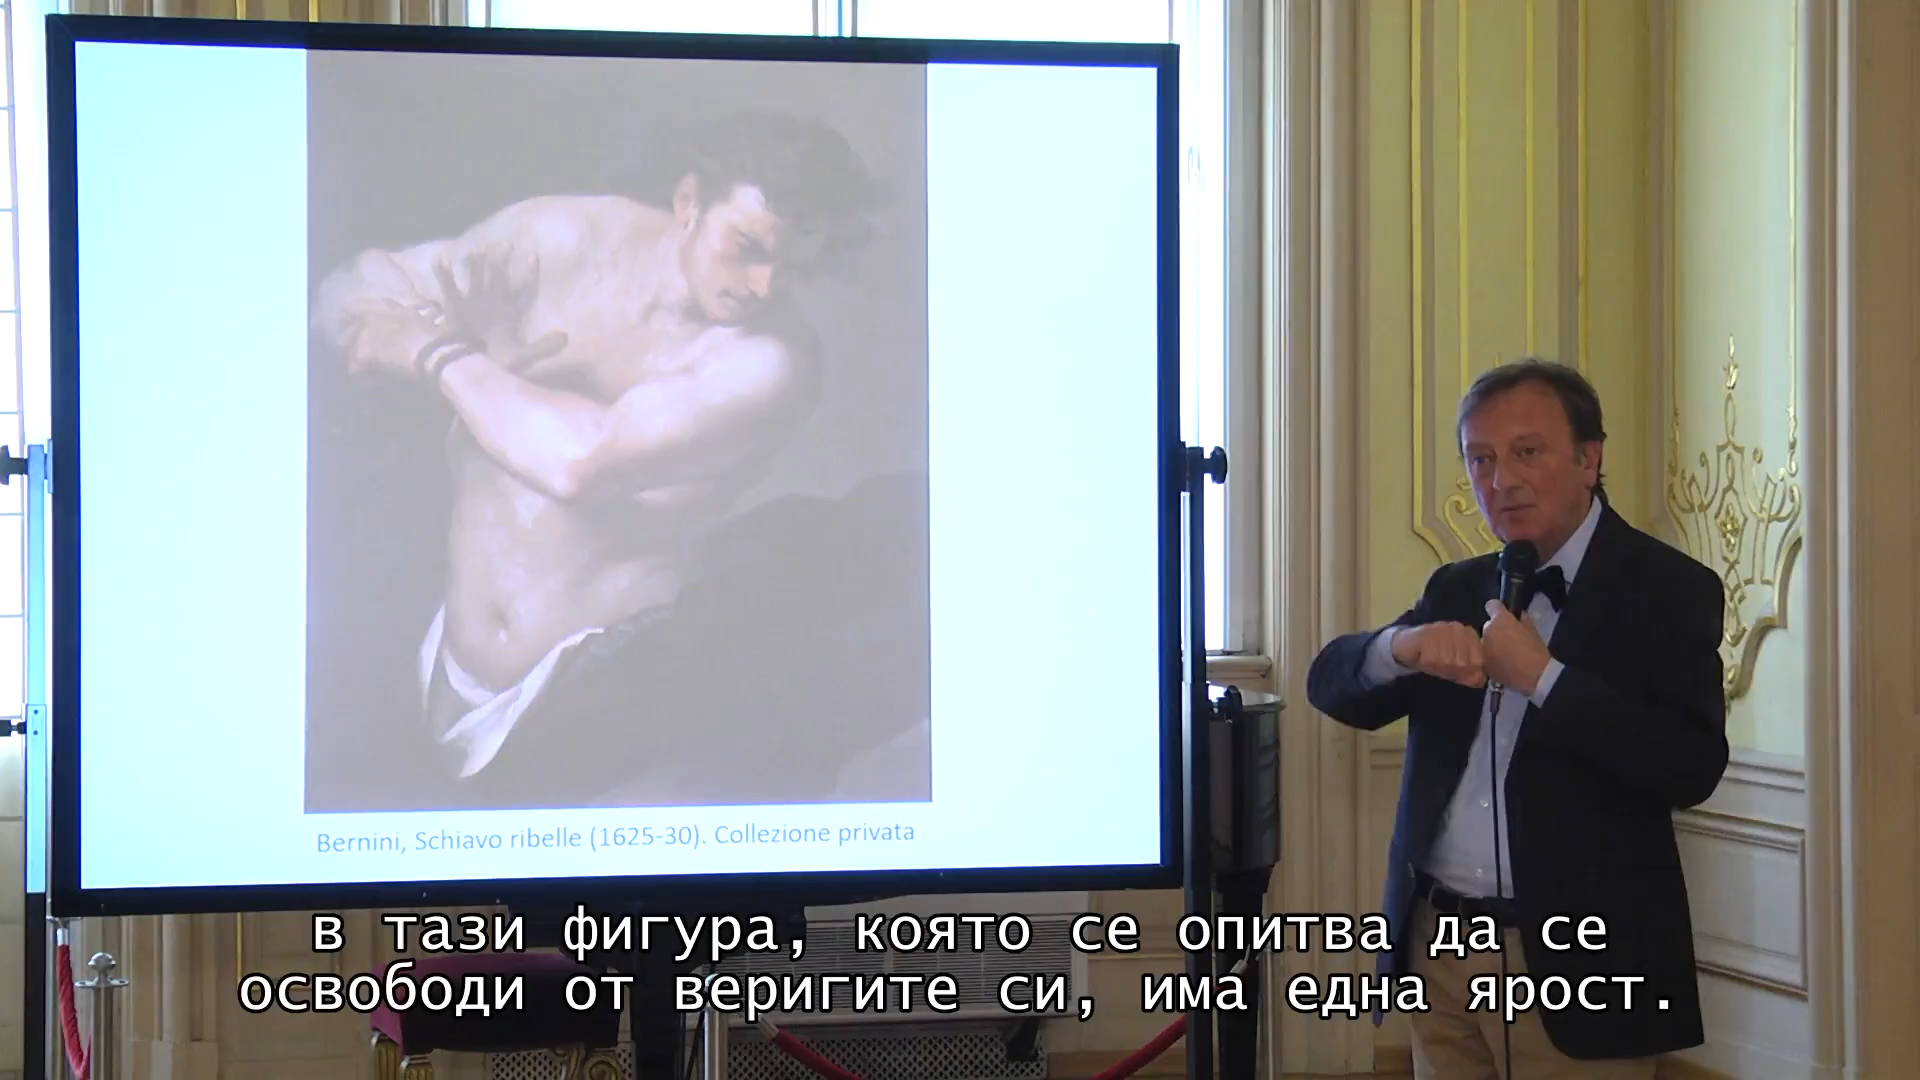 Bernini, Schiavo ribelle (1625-30). Collezione privata
в тази фигура, която се опитва да се
освободи от веригите си, има една ярост.